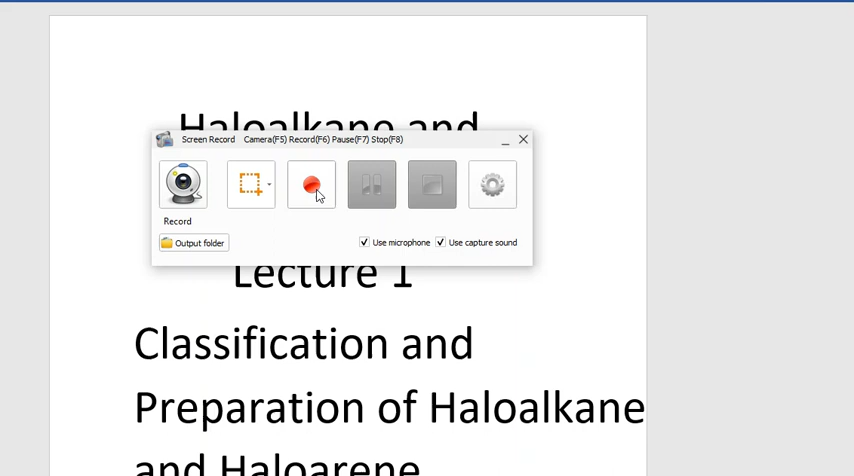 Haloalkane and
Screen Record Camera(F5) Record(F6) Pause(F7) Stop(F8)
Record
Output folder
Use microphone
Use capture sound
Lecture 1
Classification and
Preparation of Haloalkane
and Haloarene